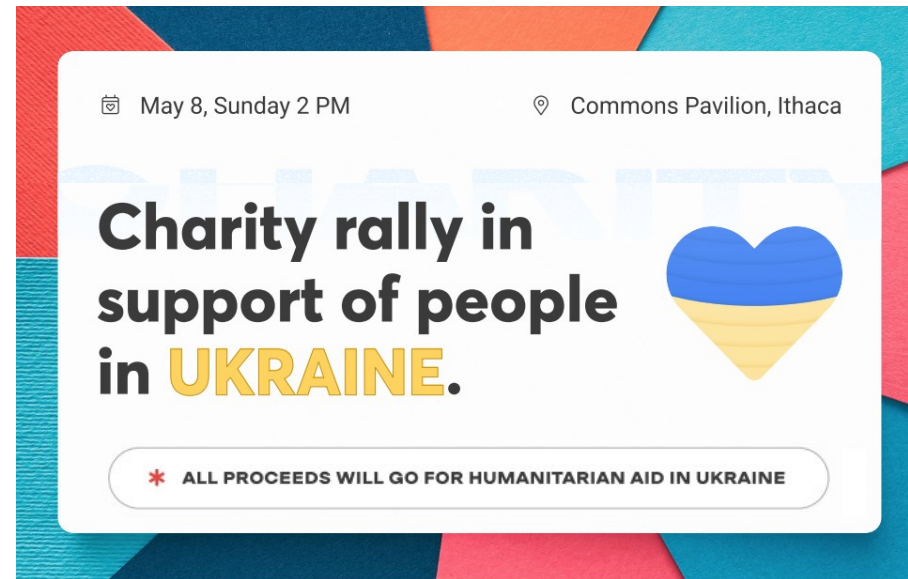 May 8, Sunday 2 PM
Commons Pavilion, Ithaca
CHARITY
Charity rally in
support of people
in UKRAINE.
* ALL PROCEEDS WILL GO FOR HUMANITARIAN AID IN UKRAINE